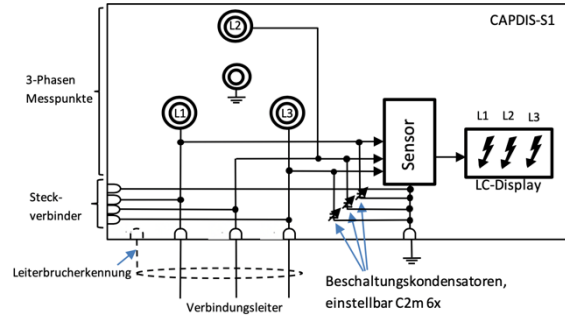 CAPDIS-S1
L2
3-Phasen
Messpunkte
L1
L3
Sensor
L1 L2 L3
LC-Display
Steck-
verbinder
Leiterbrucherkennung
Verbindungsleiter
Beschaltungskondensatoren,
einstellbar C2m 6x